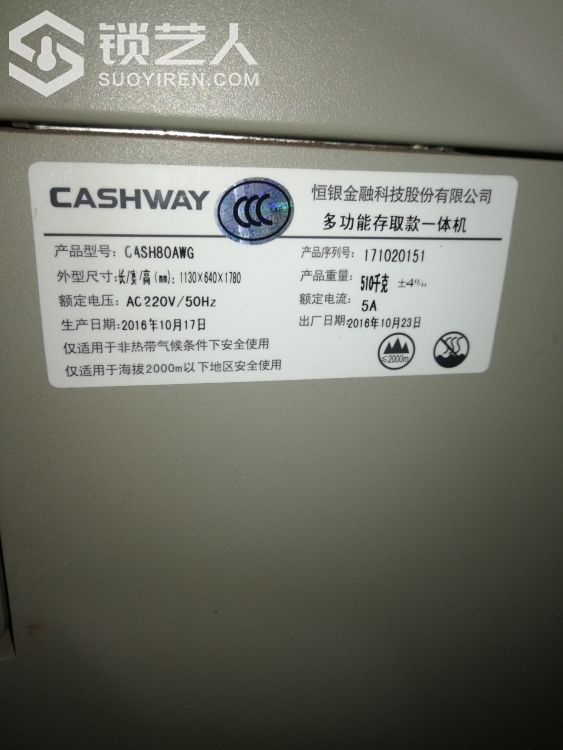 锁艺人
SUOYIREN.COM
CASHWAY
CCC
恒银金融科技股份有限公司
多功能存取款一体机
产品型号: CASH80AWG
产品序列号: 171020151
外型尺寸: 长/宽/高(mm): 1130×640×1780
产品重量: 510千克 ±4%
额定电压: AC220V/50Hz
额定电流: 5A
生产日期: 2016年10月17日
出厂日期: 2016年10月23日
仅适用于非热带气候条件下安全使用
仅适用于海拔2000m以下地区安全使用
≤2000m